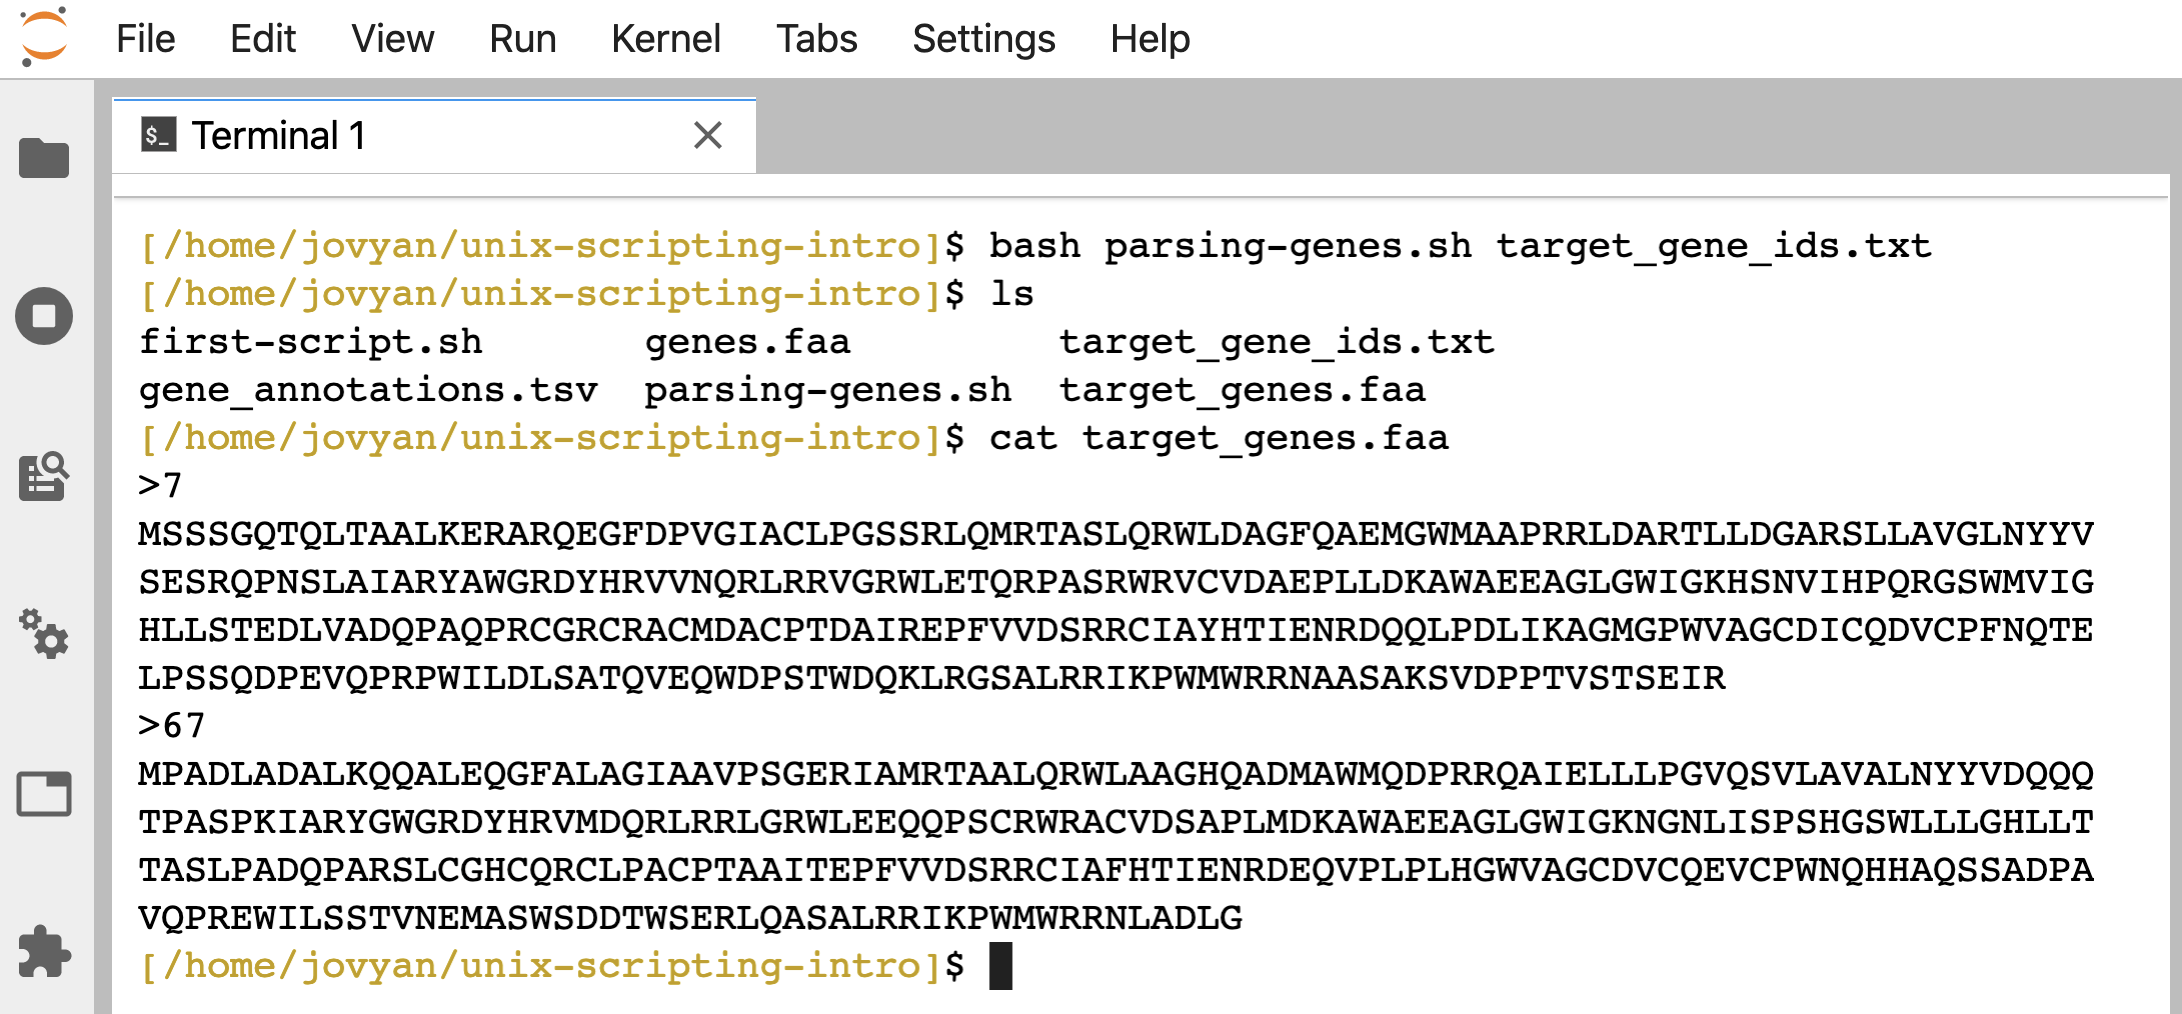 File Edit View Run Kernel Tabs Settings Help
$_ Terminal 1
[/home/jovyan/unix-scripting-intro]$ bash parsing-genes.sh target_gene_ids.txt
[/home/jovyan/unix-scripting-intro]$ ls
first-script.sh genes.faa target_gene_ids.txt
gene_annotations.tsv parsing-genes.sh target_genes.faa
[/home/jovyan/unix-scripting-intro]$ cat target_genes.faa
>7
MSSSGQTQLTAALKERARQEGFDPVGIACLPGSSRLQMRTASLQRWLDAGFQAEMGWMAAPRRLDARTLLDGARSLLAVGLNYYV
SESRQPNSLAIARYAWGRDYHRVVNQRLRRVGRWLETQRPASRWRVCVDAEPLLDKAWAEEAGLGWIGKHSNVIHPQRGSWMVIG
HLLSTEDLVADQPAQPRCGRCRACMDACPTDAIREPFVVDSRRCIAYHTIENRDQQLPDLIKAGMGPWVAGCDICQDVCPFNQTE
LPSSQDPEVQPRPWILDLSATQVEQWDPSTWDQKLRGSALRRIKPWMWRRNAASAKSVDPPTVSTSEIR
>67
MPADLADALKQQALEQGFALAGIAAVPSGERIAMRTAALQRWLAAGHQADMAWMQDPRRQAIELLLPGVQSVLAVALNYYVDQQQ
TPASPKIARYGWGRDYHRVMDQRLRRLGRWLEEQQPSCRWRACVDSAPLMDKAWAEEAGLGWIGKNGNLISPSHGSWLLLGHLLT
TASLPADQPARSLCGHCQRCLPACPTAAITEPFVVDSRRCIAFHTIENRDEQVPLPLHGWVAGCDVCQEVCPWNQHHAQSSADPA
VQPREWILSSTVNEMASWSDDTWSERLQASALRRIKPWMWRRNLADLG
[/home/jovyan/unix-scripting-intro]$